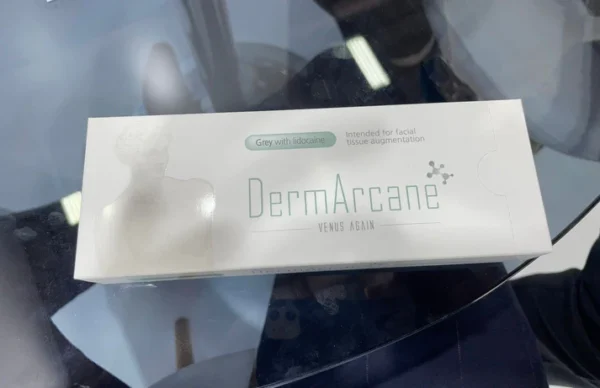 Grey with lidocaine
Intended for facial
tissue augmentation
DermArcane
VENUS AGAIN